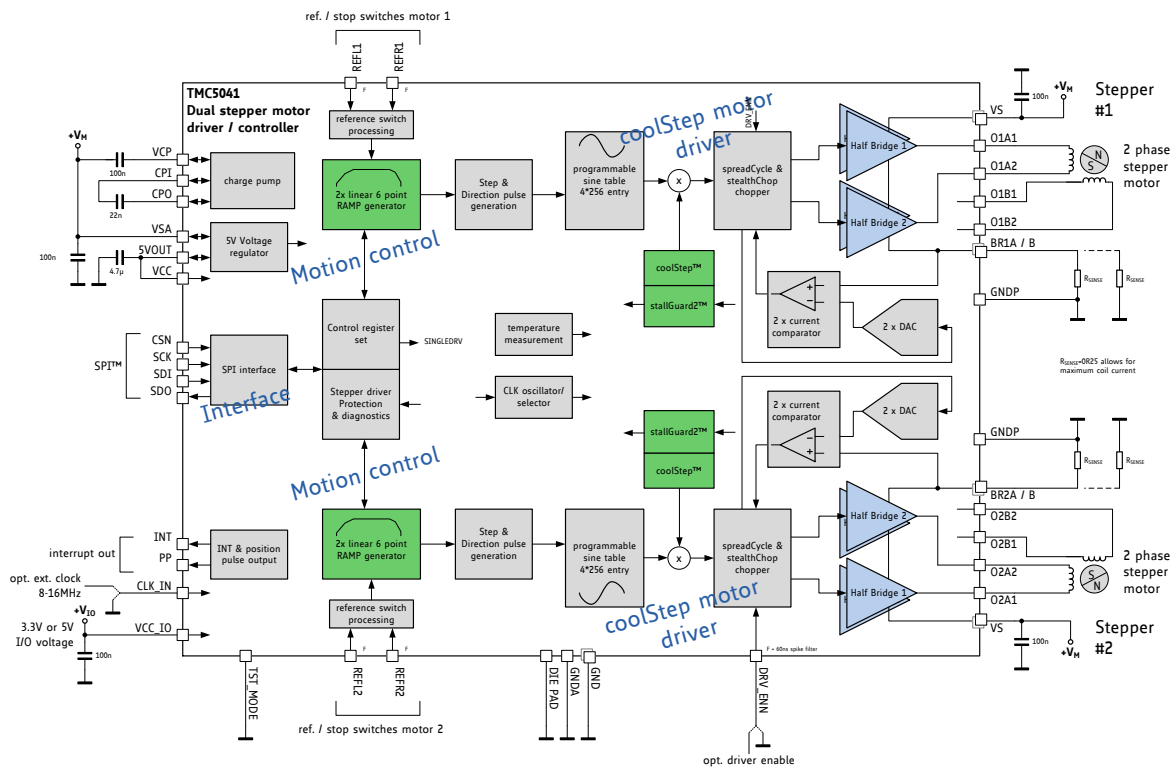 ref. / stop switches motor 1
REFL1
REFR1
F
F
TMC5041
Dual stepper motor
driver / controller
reference switch
processing
coolStep motor
driver
DRV_ENN
+VM
100n
VS
+VM
Stepper
#1
VCP
100n
CPI
CPO
22n
charge pump
2x linear 6 point
RAMP generator
Step &
Direction pulse
generation
programmable
sine table
4*256 entry
x
spreadCycle &
stealthChop
chopper
Half Bridge 1
Half Bridge 2
O1A1
O1A2
O1B1
O1B2
N
S
2 phase
stepper
motor
VSA
5VOUT
VCC
100n
4.7µ
5V Voltage
regulator
Motion control
coolStep™
stallGuard2™
BR1A / B
RSENSE
RSENSE
GNDP
2 x current
comparator
2 x DAC
Control register
set
SINGLEDRV
temperature
measurement
SPI™
CSN
SCK
SDI
SDO
SPI interface
Interface
RSENSE=0R25 allows for
maximum coil current
Stepper driver
Protection
& diagnostics
CLK oscillator/
selector
2 x current
comparator
2 x DAC
stallGuard2™
coolStep™
GNDP
RSENSE
RSENSE
BR2A / B
Motion control
interrupt out
INT
PP
INT & position
pulse output
2x linear 6 point
RAMP generator
Step &
Direction pulse
generation
programmable
sine table
4*256 entry
x
spreadCycle &
stealthChop
chopper
Half Bridge 2
Half Bridge 1
O2B2
O2B1
O2A2
O2A1
S
N
2 phase
stepper
motor
opt. ext. clock
8-16MHz
CLK_IN
+VIO
3.3V or 5V
I/O voltage
VCC_IO
100n
reference switch
processing
coolStep motor
driver
VS
100n
+VM
Stepper
#2
F
F
F = 60ns spike filter
TST_MODE
REFL2
REFR2
DIE PAD
GNDA
GND
DRV_ENN
ref. / stop switches motor 2
opt. driver enable